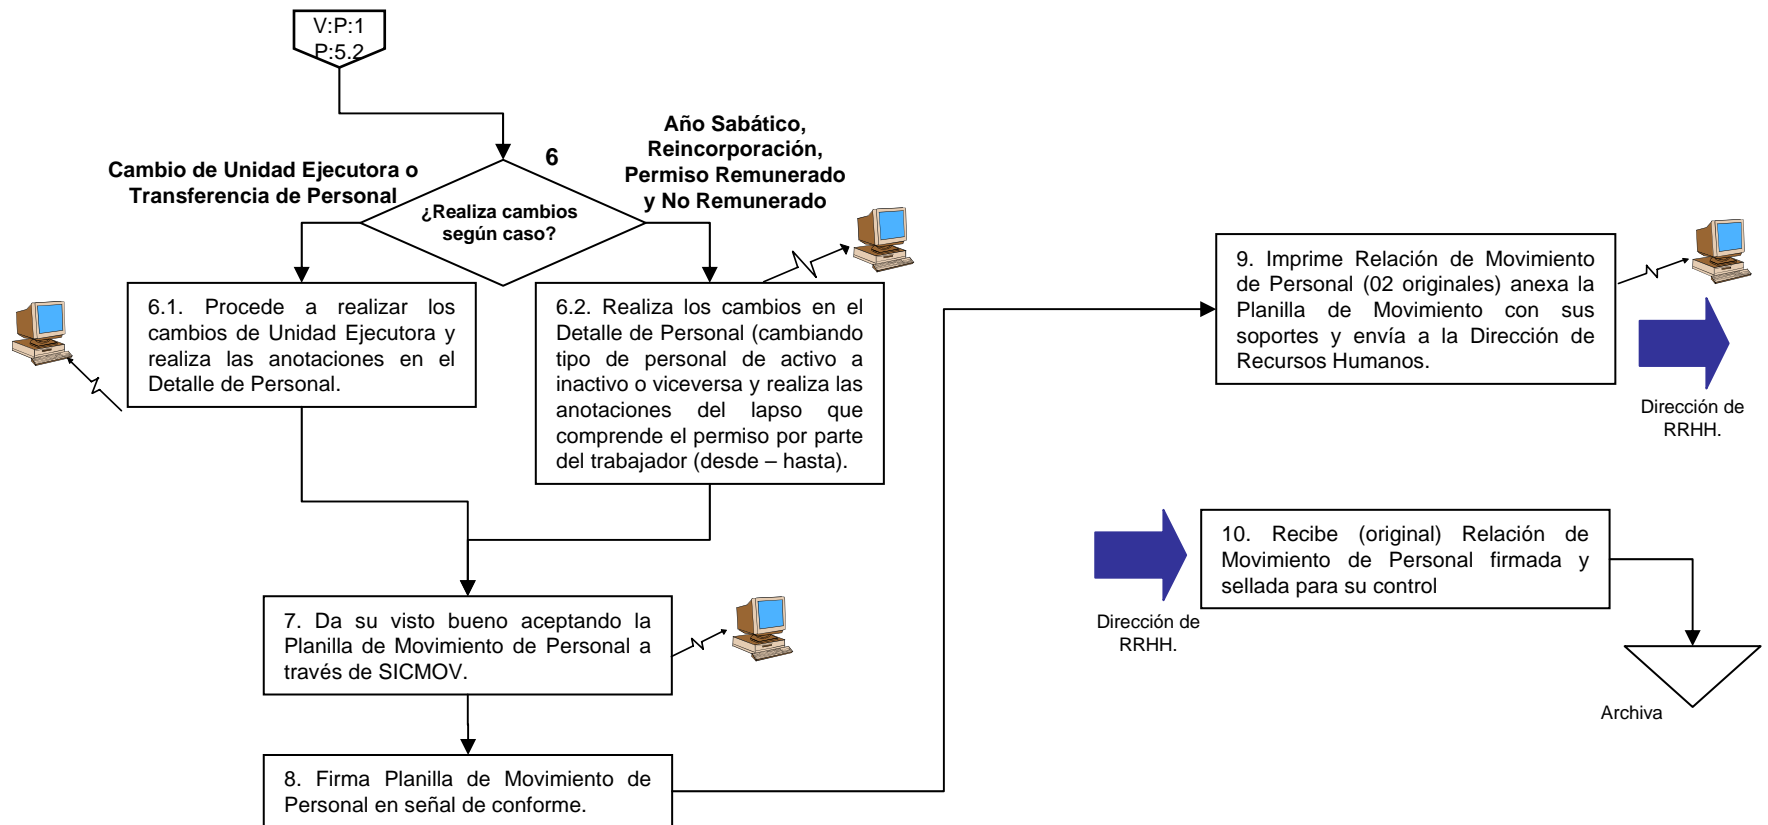 V:P:1
P:5.2
Año Sabático,
Reincorporación,
Permiso Remunerado
y No Remunerado
Cambio de Unidad Ejecutora o
Transferencia de Personal
6
¿Realiza cambios
según caso?
6.1. Procede a realizar los
cambios de Unidad Ejecutora y
realiza las anotaciones en el
Detalle de Personal.
6.2. Realiza los cambios en el
Detalle de Personal (cambiando
tipo de personal de activo a
inactivo o viceversa y realiza las
anotaciones del lapso que
comprende el permiso por parte
del trabajador (desde – hasta).
7. Da su visto bueno aceptando la
Planilla de Movimiento de Personal a
través de SICMOV.
8. Firma Planilla de Movimiento de
Personal en señal de conforme.
9. Imprime Relación de Movimiento
de Personal (02 originales) anexa la
Planilla de Movimiento con sus
soportes y envía a la Dirección de
Recursos Humanos.
Dirección de
RRHH.
10. Recibe (original) Relación de
Movimiento de Personal firmada y
sellada para su control
Dirección de
RRHH.
Archiva